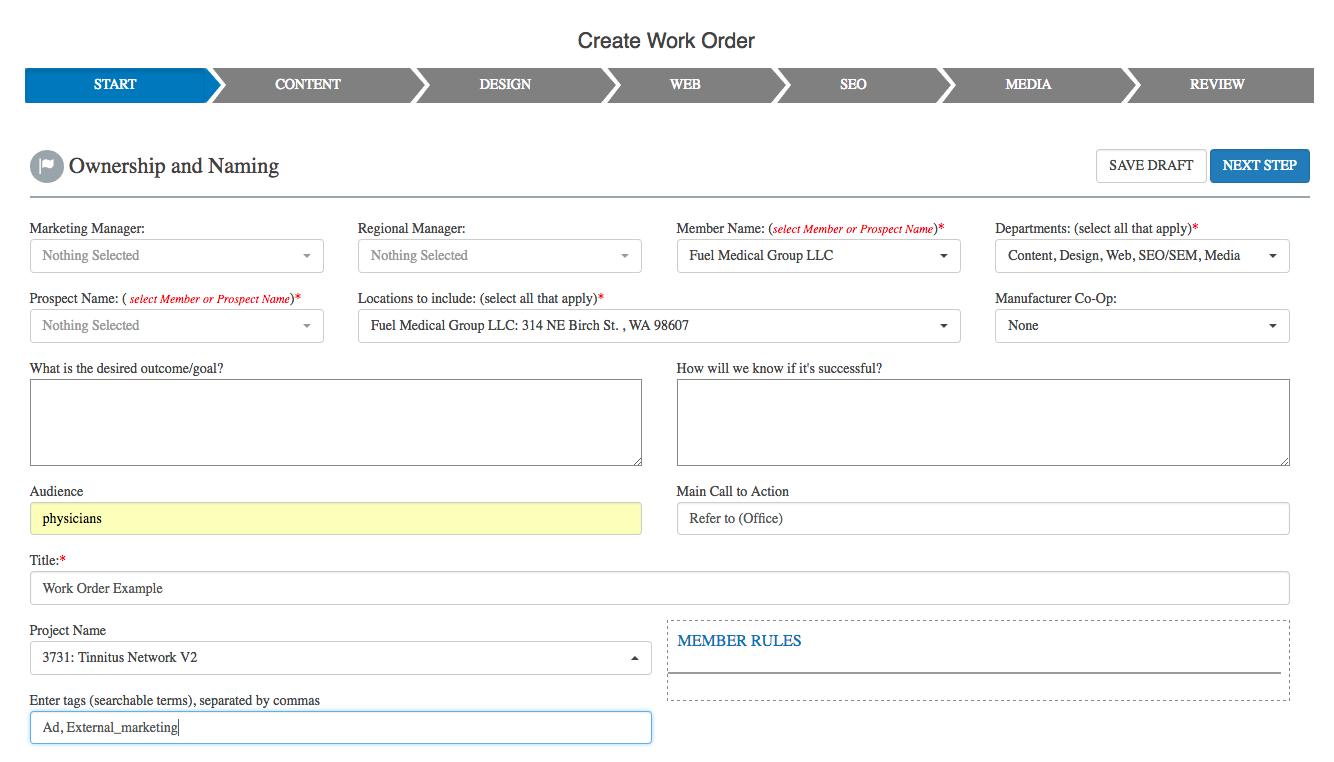 Create Work Order
START CONTENT DESIGN WEB SEO MEDIA REVIEW
Ownership and Naming SAVE DRAFT NEXT STEP
Marketing Manager: Regional Manager: Member Name: (select Member or Prospect Name)* Departments: (select all that apply)*
Nothing Selected Nothing Selected Fuel Medical Group LLC Content, Design, Web, SEO/SEM, Media
Prospect Name: ( select Member or Prospect Name)* Locations to include: (select all that apply)* Manufacturer Co-Op:
Nothing Selected Fuel Medical Group LLC: 314 NE Birch St. , WA 98607 None
What is the desired outcome/goal? How will we know if it's successful?
Audience Main Call to Action
physicians Refer to (Office)
Title:*
Work Order Example
Project Name
MEMBER RULES
3731: Tinnitus Network V2
Enter tags (searchable terms), separated by commas
Ad, External_marketing